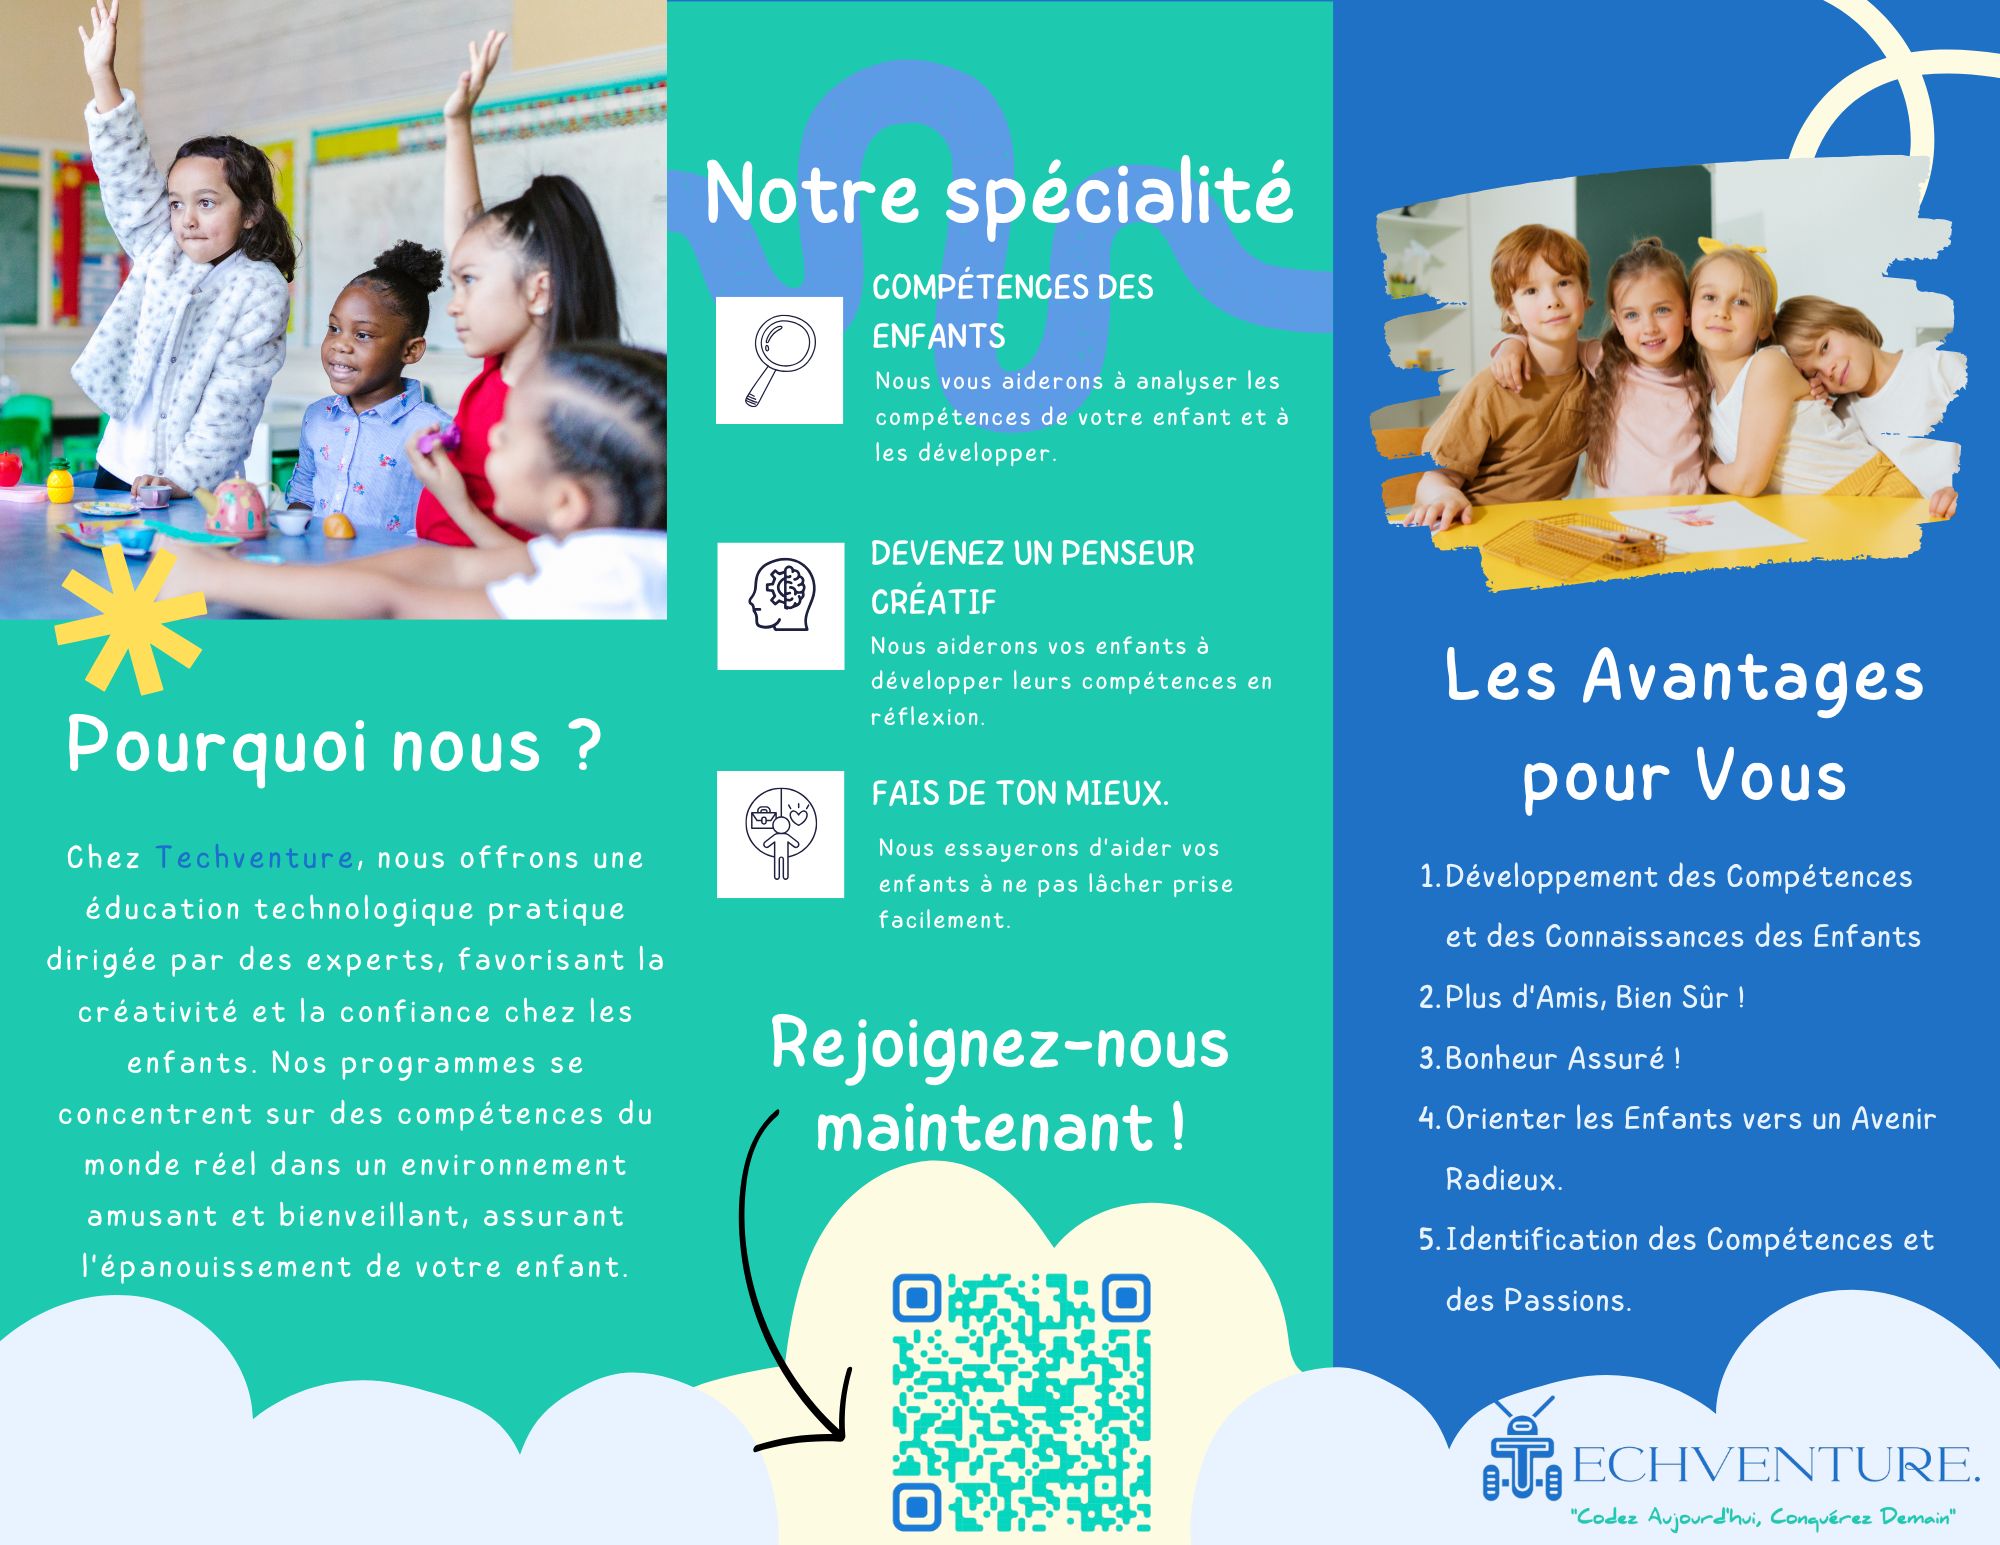 Pourquoi nous ?
Chez Techventure, nous offrons une
éducation technologique pratique
dirigée par des experts, favorisant la
créativité et la confiance chez les
enfants. Nos programmes se
concentrent sur des compétences du
monde réel dans un environnement
amusant et bienveillant, assurant
l'épanouissement de votre enfant.
Notre spécialité
COMPÉTENCES DES
ENFANTS
Nous vous aiderons à analyser les
compétences de votre enfant et à
les développer.
DEVENEZ UN PENSEUR
CRÉATIF
Nous aiderons vos enfants à
développer leurs compétences en
réflexion.
FAIS DE TON MIEUX.
Nous essayerons d'aider vos
enfants à ne pas lâcher prise
facilement.
Rejoignez-nous
maintenant !
Les Avantages
pour Vous
1. Développement des Compétences
et des Connaissances des Enfants
2. Plus d'Amis, Bien Sûr !
3. Bonheur Assuré !
4. Orienter les Enfants vers un Avenir
Radieux.
5. Identification des Compétences et
des Passions.
TECHVENTURE.
"Codez Aujourd'hui, Conquérez Demain"